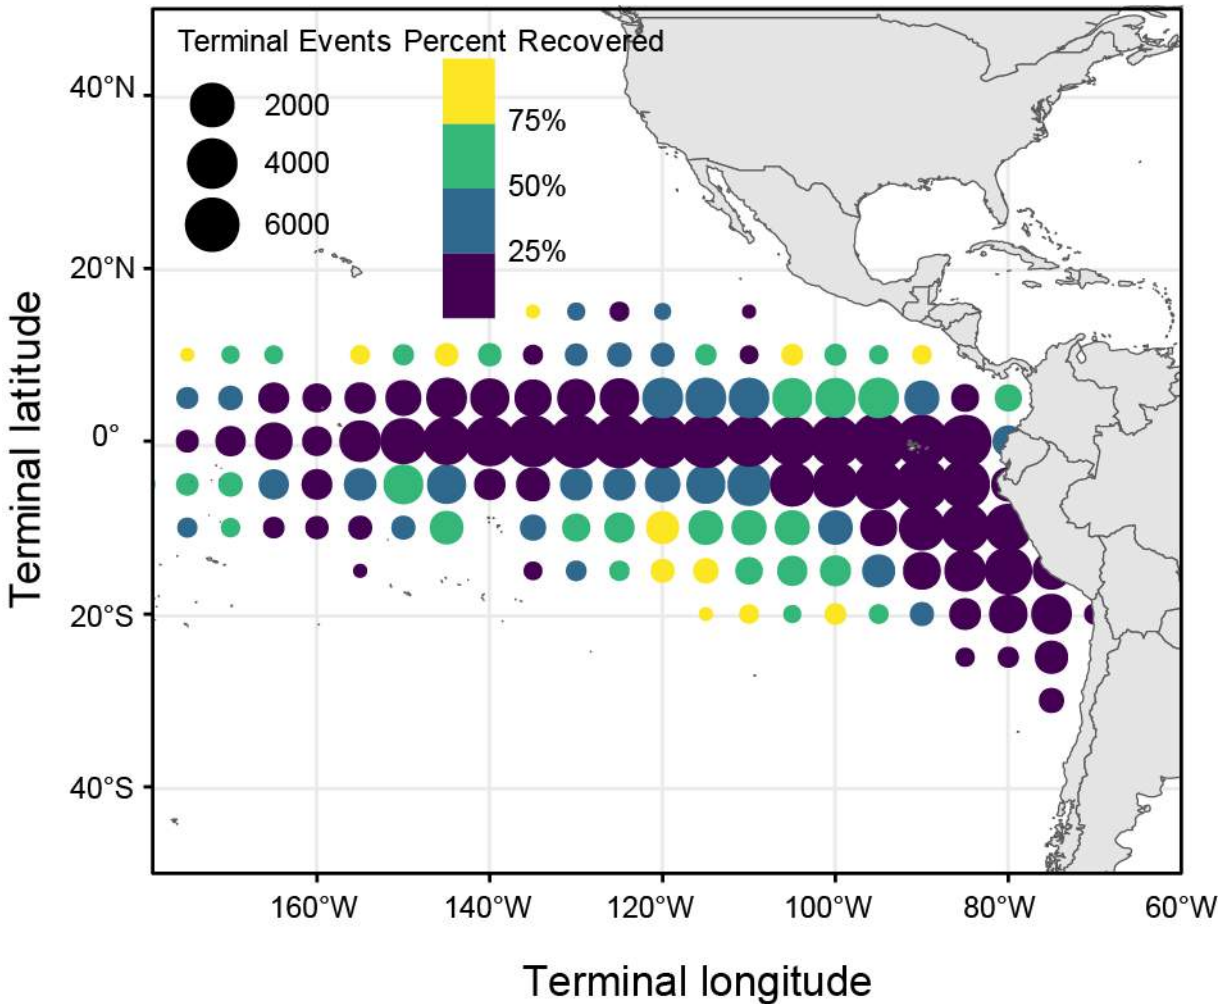 Terminal Events Percent Recovered
2000
4000
6000
75%
50%
25%
40°N
20°N
0°
20°S
40°S
Terminal latitude
160°W 140°W 120°W 100°W 80°W 60°W
Terminal longitude